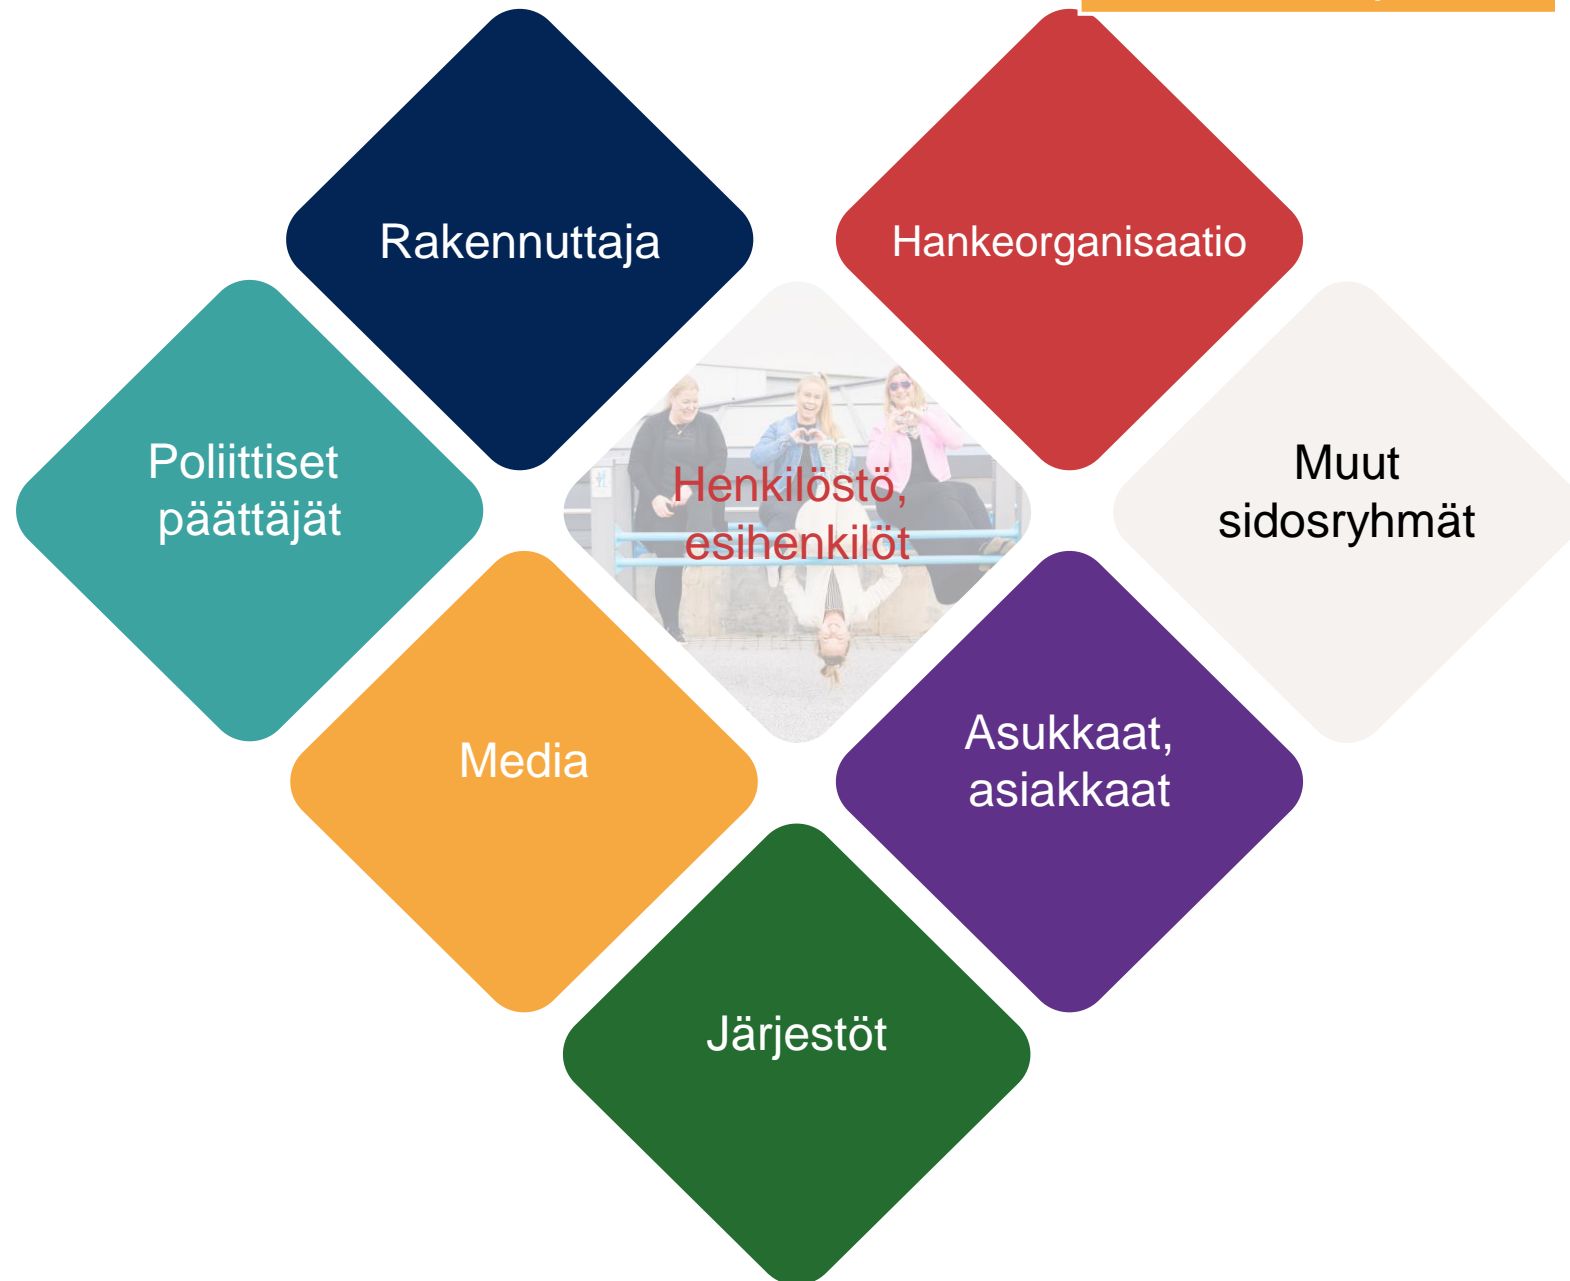 Rakennuttaja
Hankeorganisaatio
Poliittiset
päättäjät
Henkilöstö,
esihenkilöt
Muut
sidosryhmät
Media
Asukkaat,
asiakkaat
Järjestöt